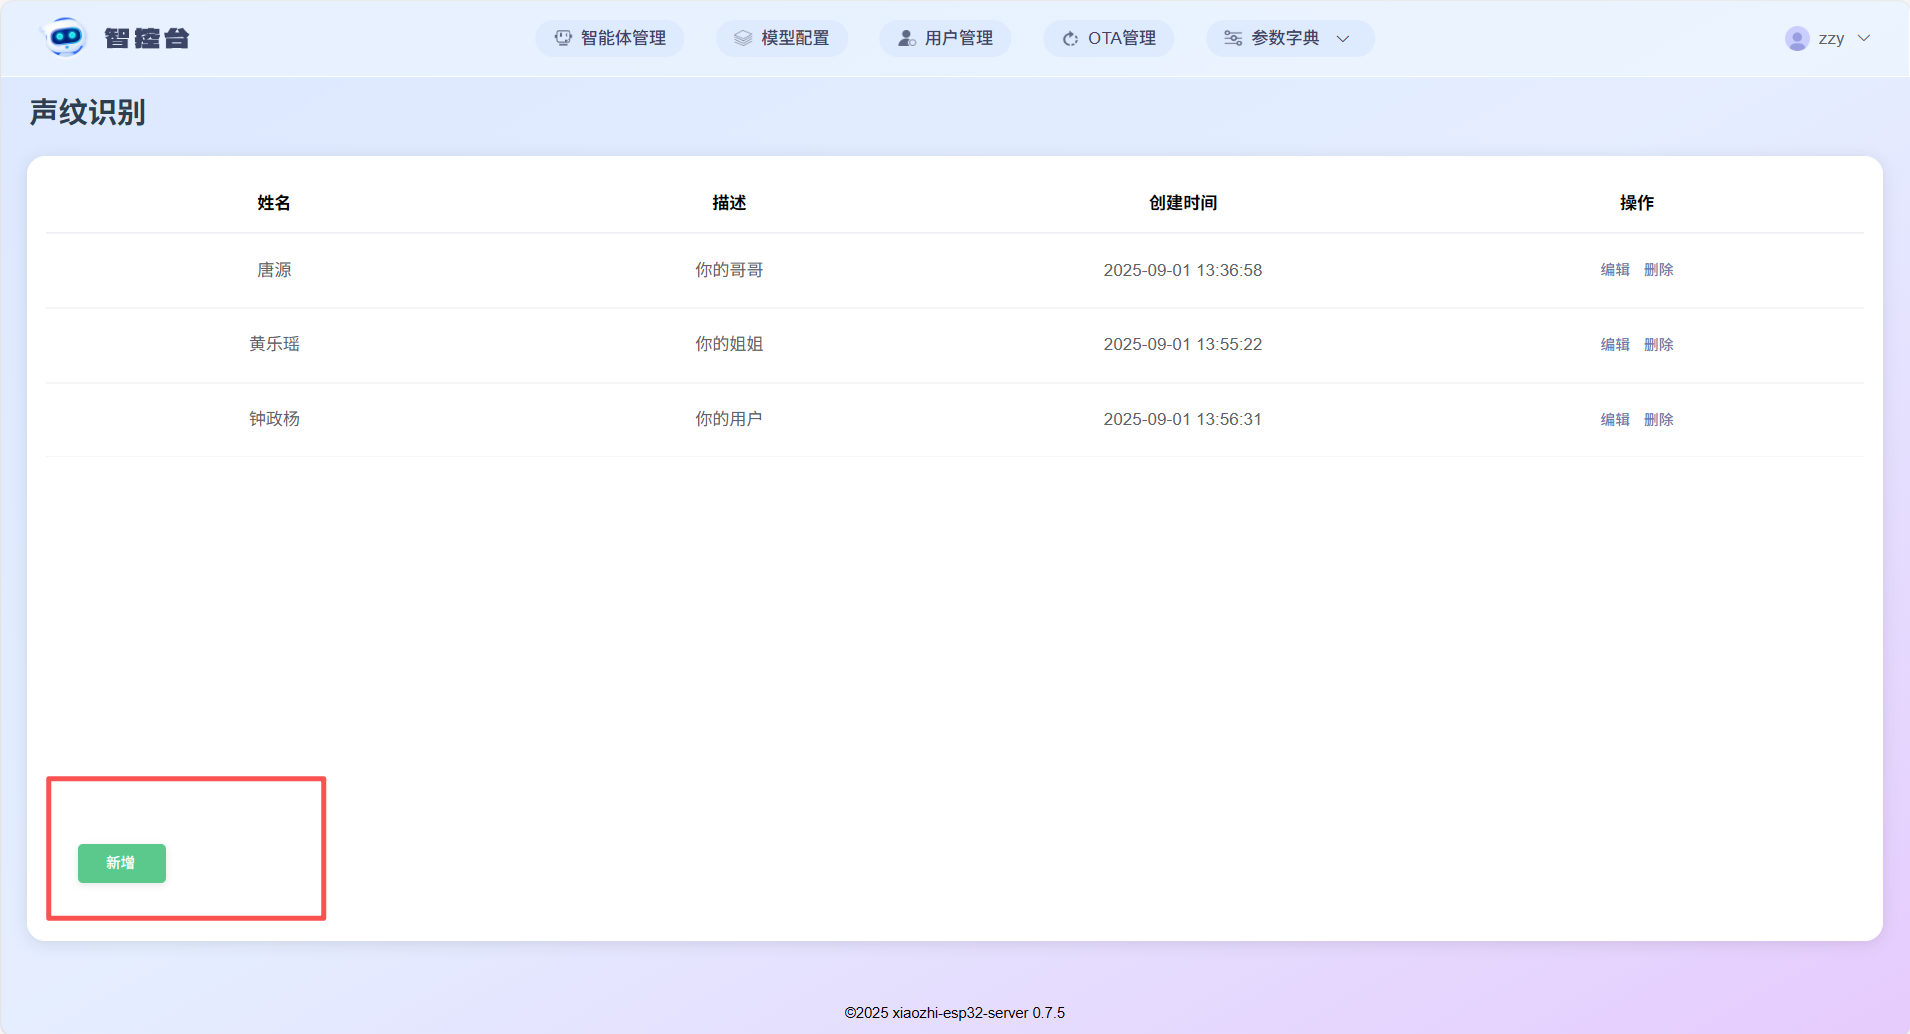 智控台
智能体管理
模型配置
用户管理
OTA管理
参数字典
zzy
声纹识别
姓名 描述 创建时间 操作
唐源 你的哥哥 2025-09-01 13:36:58 编辑 删除
黄乐瑶 你的姐姐 2025-09-01 13:55:22 编辑 删除
钟政杨 你的用户 2025-09-01 13:56:31 编辑 删除
新增
©2025 xiaozhi-esp32-server 0.7.5